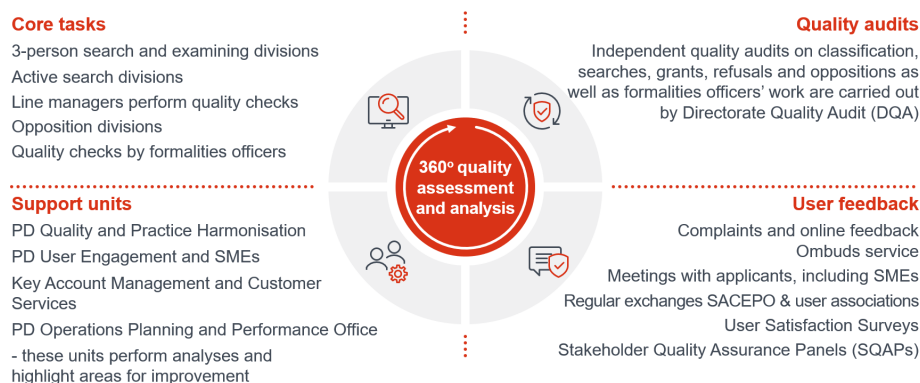 Core tasks
3-person search and examining divisions
Active search divisions
Line managers perform quality checks
Opposition divisions
Quality checks by formalities officers
Quality audits
Independent quality audits on classification,
searches, grants, refusals and oppositions as
well as formalities officers’ work are carried out
by Directorate Quality Audit (DQA)
360º quality
assessment
and analysis
Support units
PD Quality and Practice Harmonisation
PD User Engagement and SMEs
Key Account Management and Customer
Services
PD Operations Planning and Performance Office
- these units perform analyses and
highlight areas for improvement
User feedback
Complaints and online feedback
Ombuds service
Meetings with applicants, including SMEs
Regular exchanges SACEPO & user associations
User Satisfaction Surveys
Stakeholder Quality Assurance Panels (SQAPs)